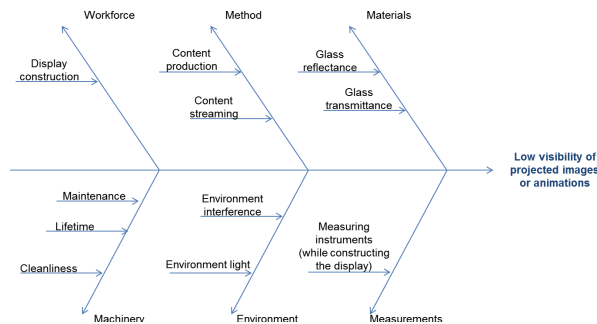 Workforce
Method
Materials
Display
construction
Content
production
Content
streaming
Glass
reflectance
Glass
transmittance
Low visibility of
projected images
or animations
Maintenance
Lifetime
Cleanliness
Environment
interference
Environment light
Measuring
instruments
(while constructing
the display)
Machinery
Environment
Measurements